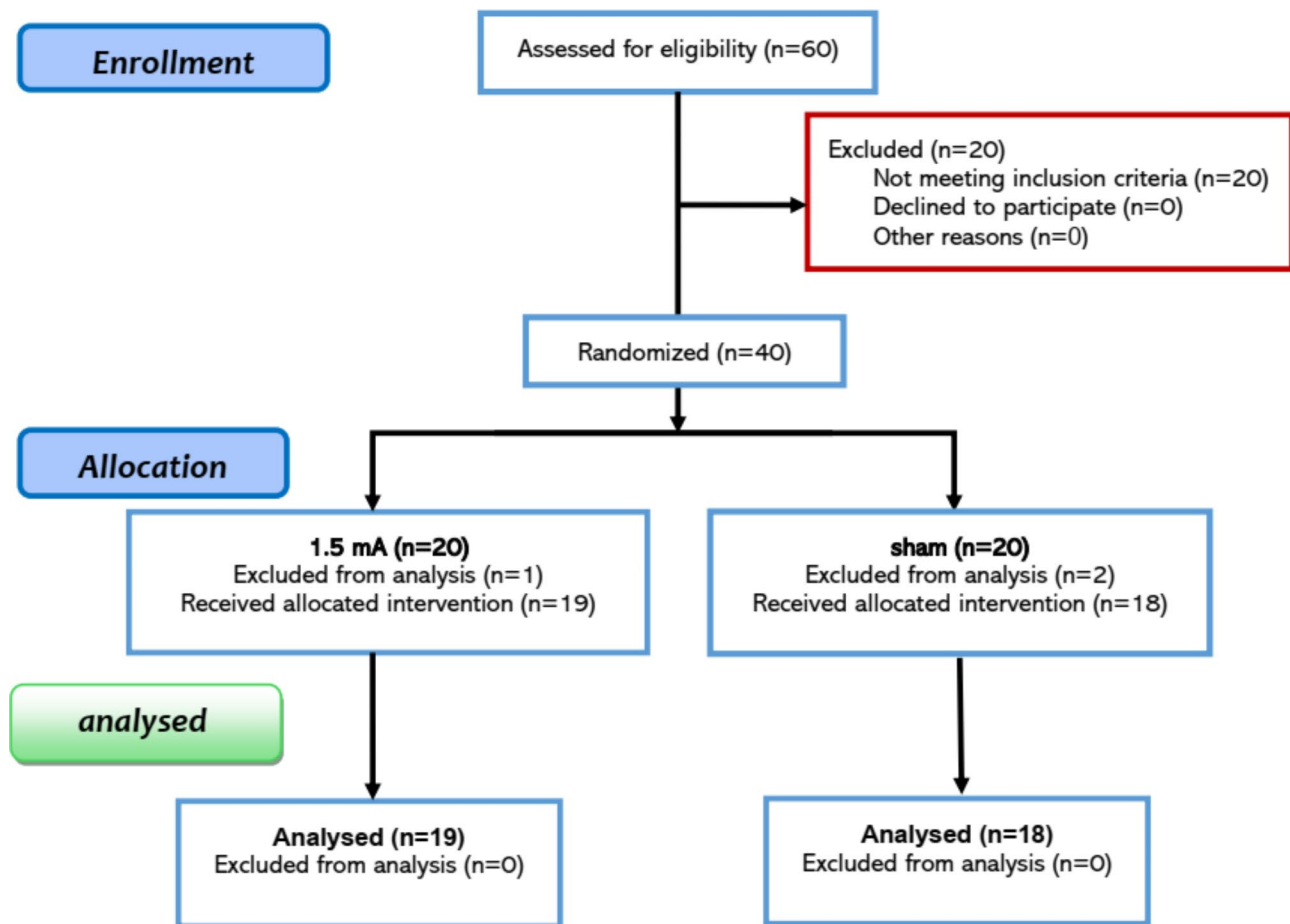 Enrollment
Assessed for eligibility (n=60)
Excluded (n=20)
Not meeting inclusion criteria (n=20)
Declined to participate (n=0)
Other reasons (n=0)
Randomized (n=40)
Allocation
1.5 mA (n=20)
Excluded from analysis (n=1)
Received allocated intervention (n=19)
sham (n=20)
Excluded from analysis (n=2)
Received allocated intervention (n=18)
analysed
Analysed (n=19)
Excluded from analysis (n=0)
Analysed (n=18)
Excluded from analysis (n=0)